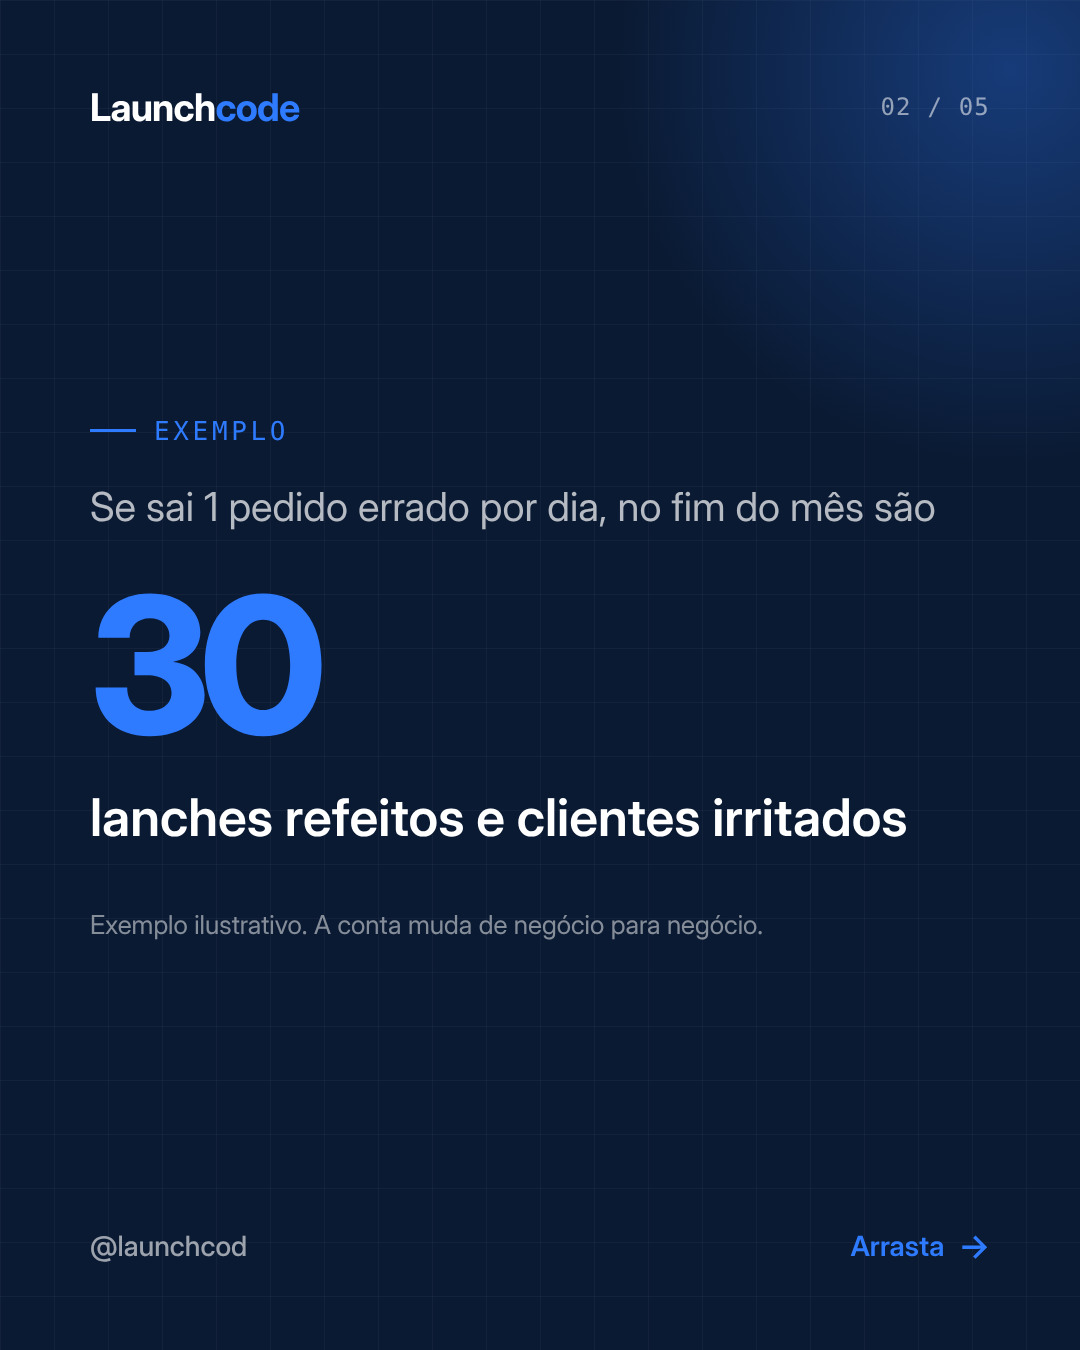 Launchcode
02 / 05
EXEMPLO
Se sai 1 pedido errado por dia, no fim do mês são
30
lanches refeitos e clientes irritados
Exemplo ilustrativo. A conta muda de negócio para negócio.
@launchcod
Arrasta →